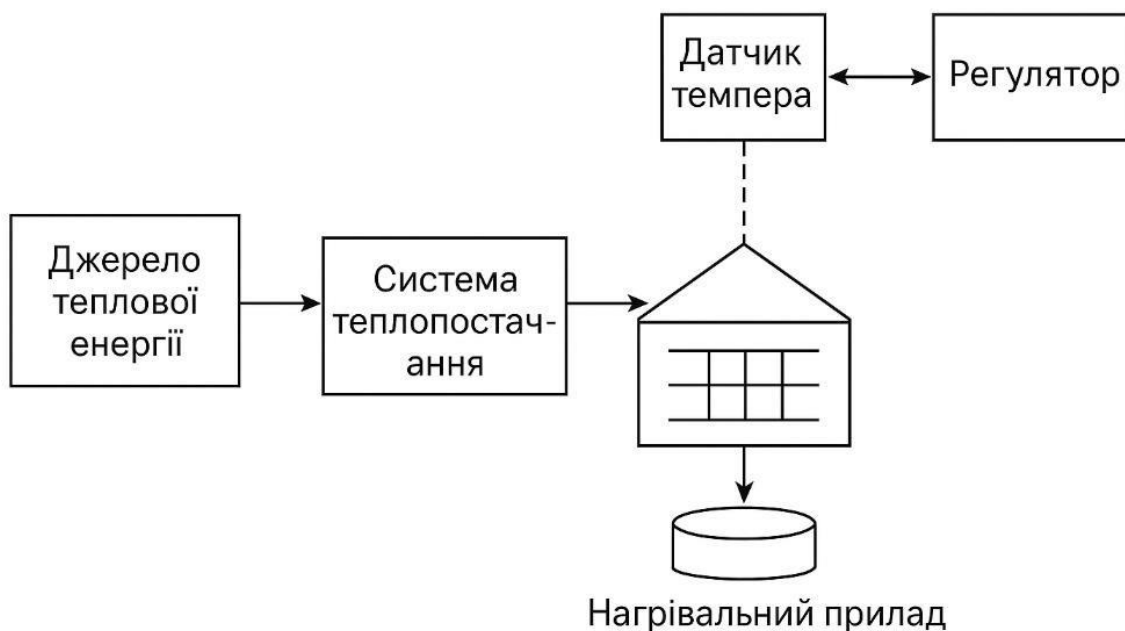 Датчик
темпера
Регулятор
Джерело
теплової
енергії
Система
теплопостач-
ання
Нагрівальний прилад